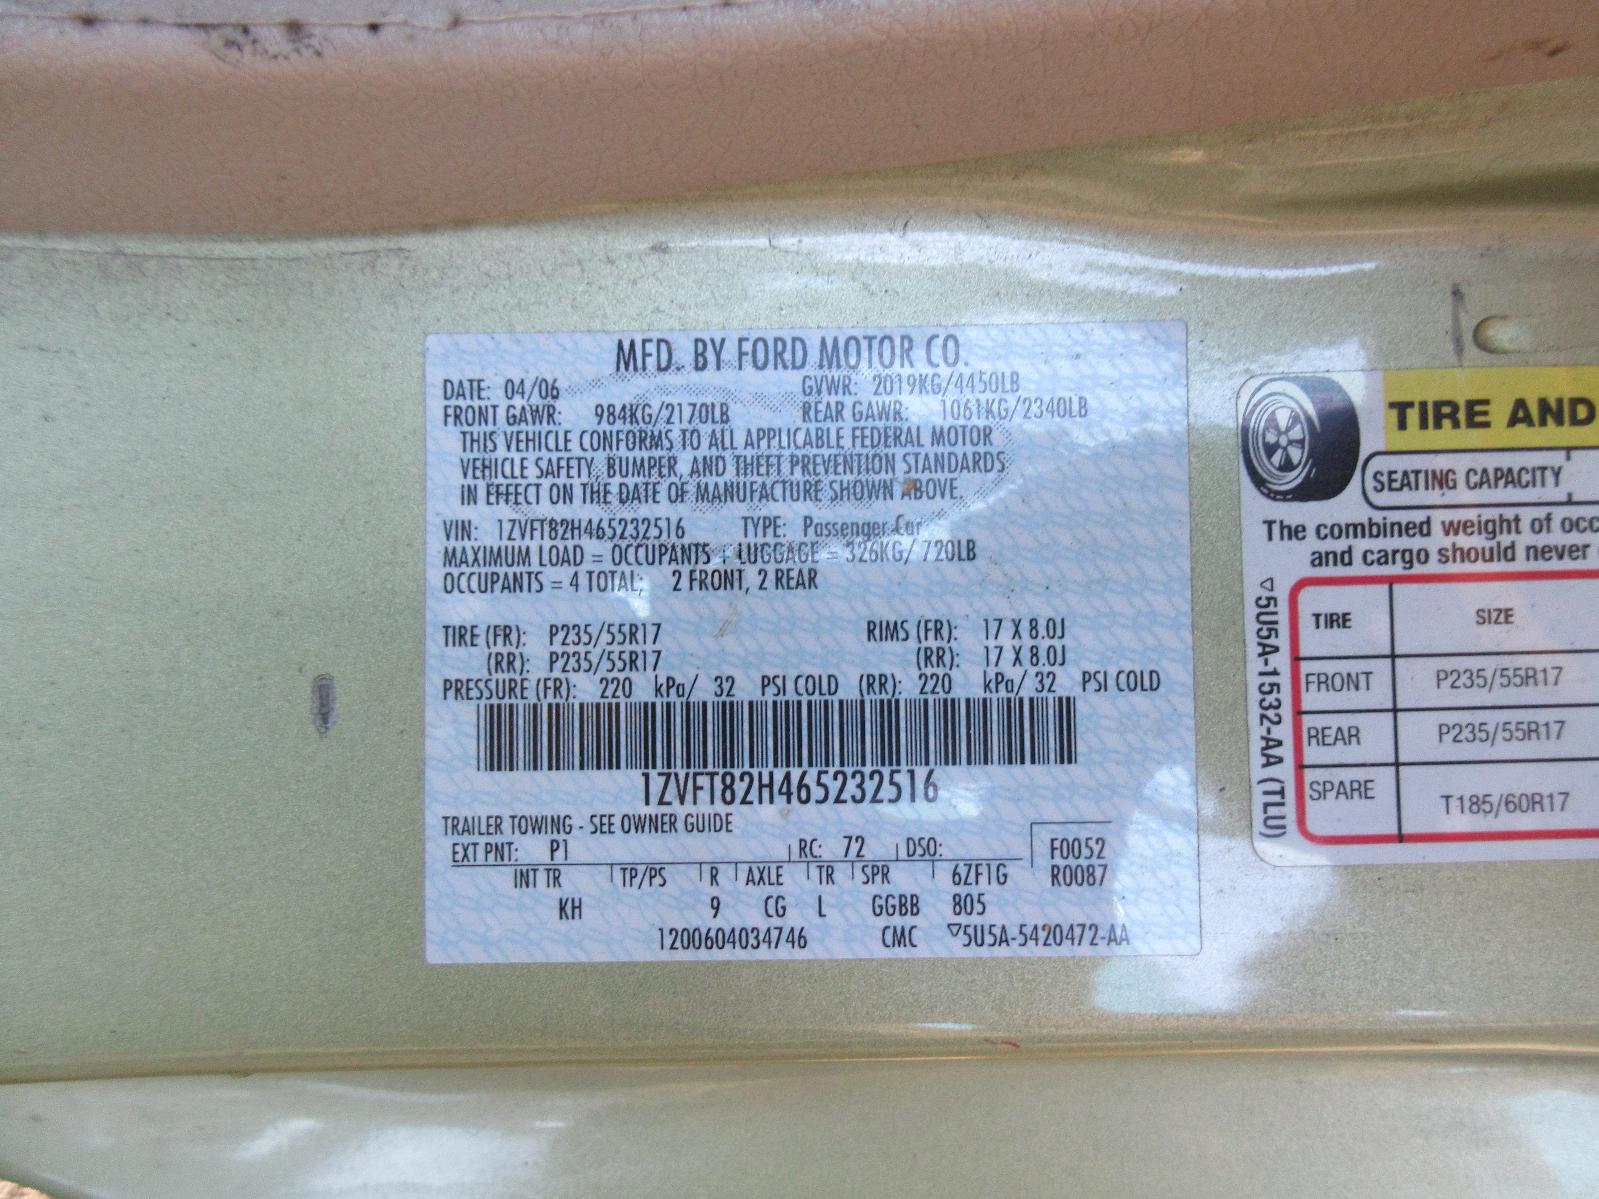 MFD. BY FORD MOTOR CO.
DATE: 04/06 GVWR: 2019KG/4450LB
FRONT GAWR: 984KG/2170LB REAR GAWR: 1061KG/2340LB
THIS VEHICLE CONFORMS TO ALL APPLICABLE FEDERAL MOTOR
VEHICLE SAFETY, BUMPER, AND THEFT PREVENTION STANDARDS
IN EFFECT ON THE DATE OF MANUFACTURE SHOWN ABOVE.
VIN: 1ZVFT82H465232516 TYPE: Passenger Car
MAXIMUM LOAD = OCCUPANTS + LUGGAGE = 326KG/ 720LB
OCCUPANTS = 4 TOTAL; 2 FRONT, 2 REAR
TIRE (FR): P235/55R17 RIMS (FR): 17 X 8.0J
(RR): P235/55R17 (RR): 17 X 8.0J
PRESSURE (FR): 220 kPa/ 32 PSI COLD (RR): 220 kPa/ 32 PSI COLD
1ZVFT82H465232516
TRAILER TOWING - SEE OWNER GUIDE
EXT PNT: P1 RC: 72 DSO: F0052
INT TR TP/PS R AXLE TR SPR 6ZF1G R0087
KH 9 CG L GGBB 805
1200604034746 CMC ▽5U5A-5420472-AA
TIRE AND
SEATING CAPACITY
The combined weight of occ
and cargo should never
TIRE SIZE
FRONT P235/55R17
REAR P235/55R17
SPARE T185/60R17
▽5U5A-1532-AA (TLU)